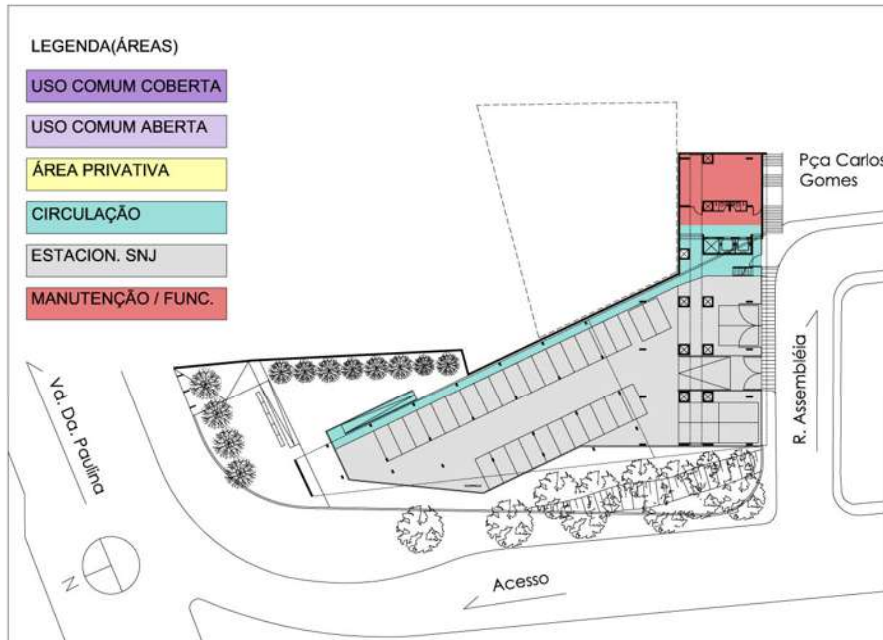 LEGENDA(ÁREAS)
USO COMUM COBERTA
USO COMUM ABERTA
ÁREA PRIVATIVA
CIRCULAÇÃO
ESTACION. SNJ
MANUTENÇÃO / FUNC.
Pça Carlos
Gomes
R. Assembléia
Vd. Da. Paulina
N
Acesso